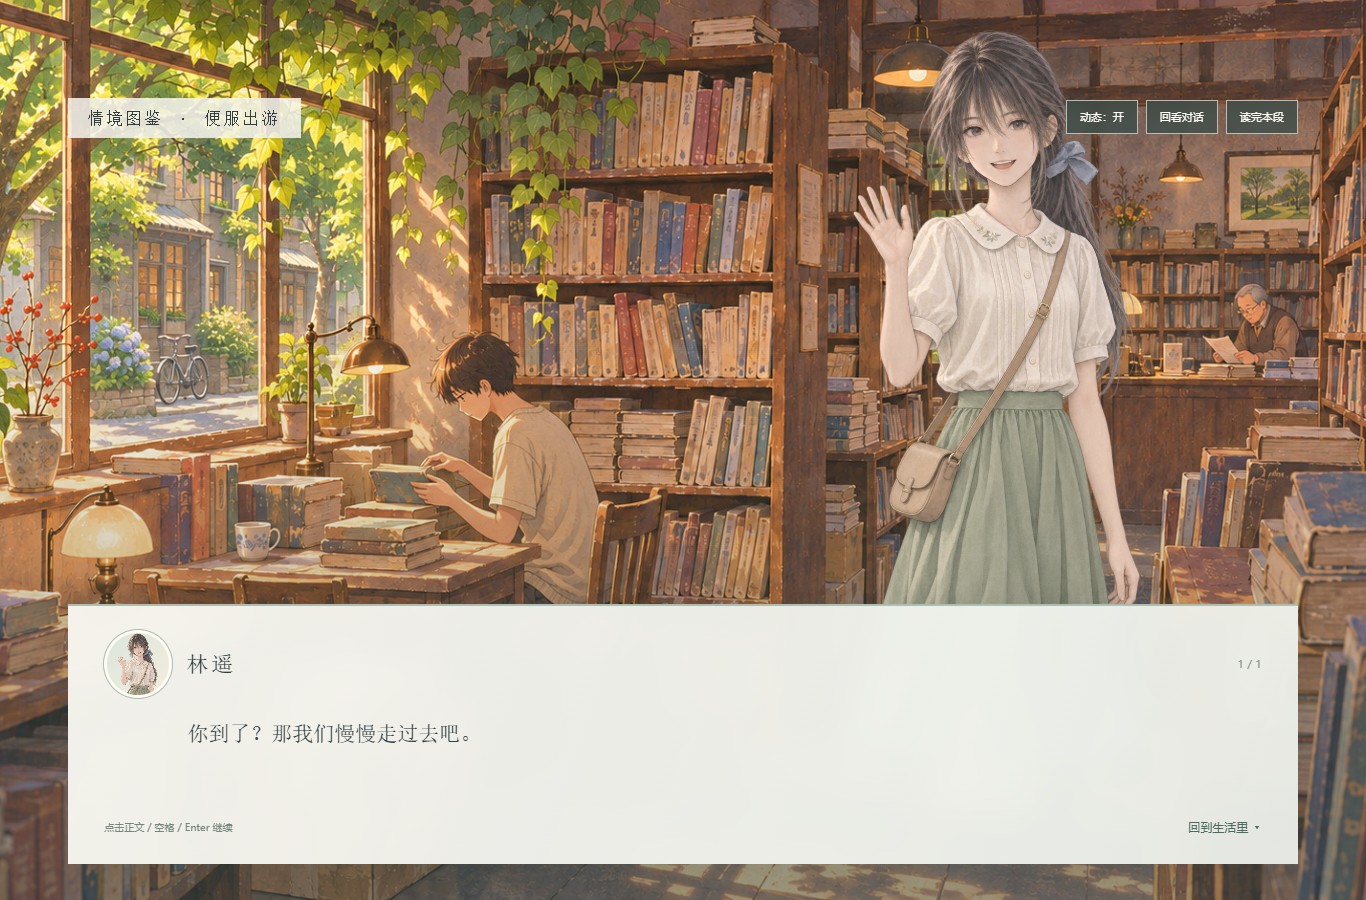 情境图鉴 · 便服出游
动态：开
回看对话
读完本段
林遥
1 / 1
你到了？那我们慢慢走过去吧。
点击正文 / 空格 / Enter 继续
回到生活里